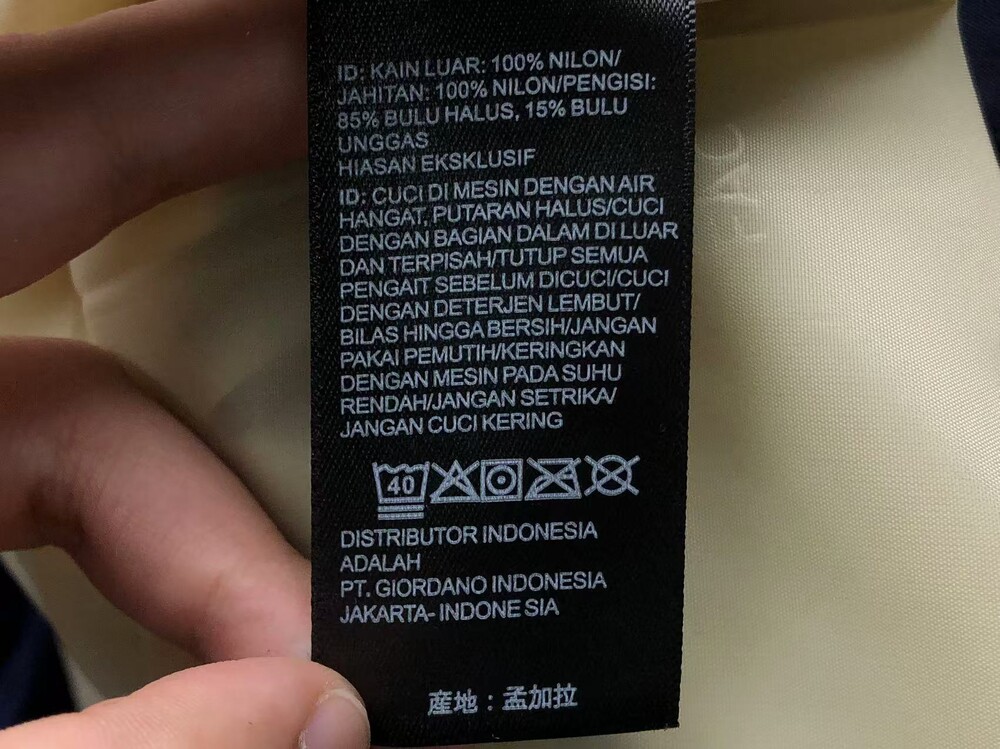 ID: KAIN LUAR: 100% NILON/
JAHITAN: 100% NILON/PENGISI:
85% BULU HALUS, 15% BULU
UNGGAS
HIASAN EKSKLUSIF
ID: CUCI DI MESIN DENGAN AIR
HANGAT, PUTARAN HALUS/CUCI
DENGAN BAGIAN DALAM DI LUAR
DAN TERPISAH/TUTUP SEMUA
PENGAIT SEBELUM DICUCI/CUCI
DENGAN DETERJEN LEMBUT/
BILAS HINGGA BERSIH/JANGAN
PAKAI PEMUTIH/KERINGKAN
DENGAN MESIN PADA SUHU
RENDAH/JANGAN SETRIKA/
JANGAN CUCI KERING
40
DISTRIBUTOR INDONESIA
ADALAH
PT. GIORDANO INDONESIA
JAKARTA- INDONE SIA
産地：孟加拉